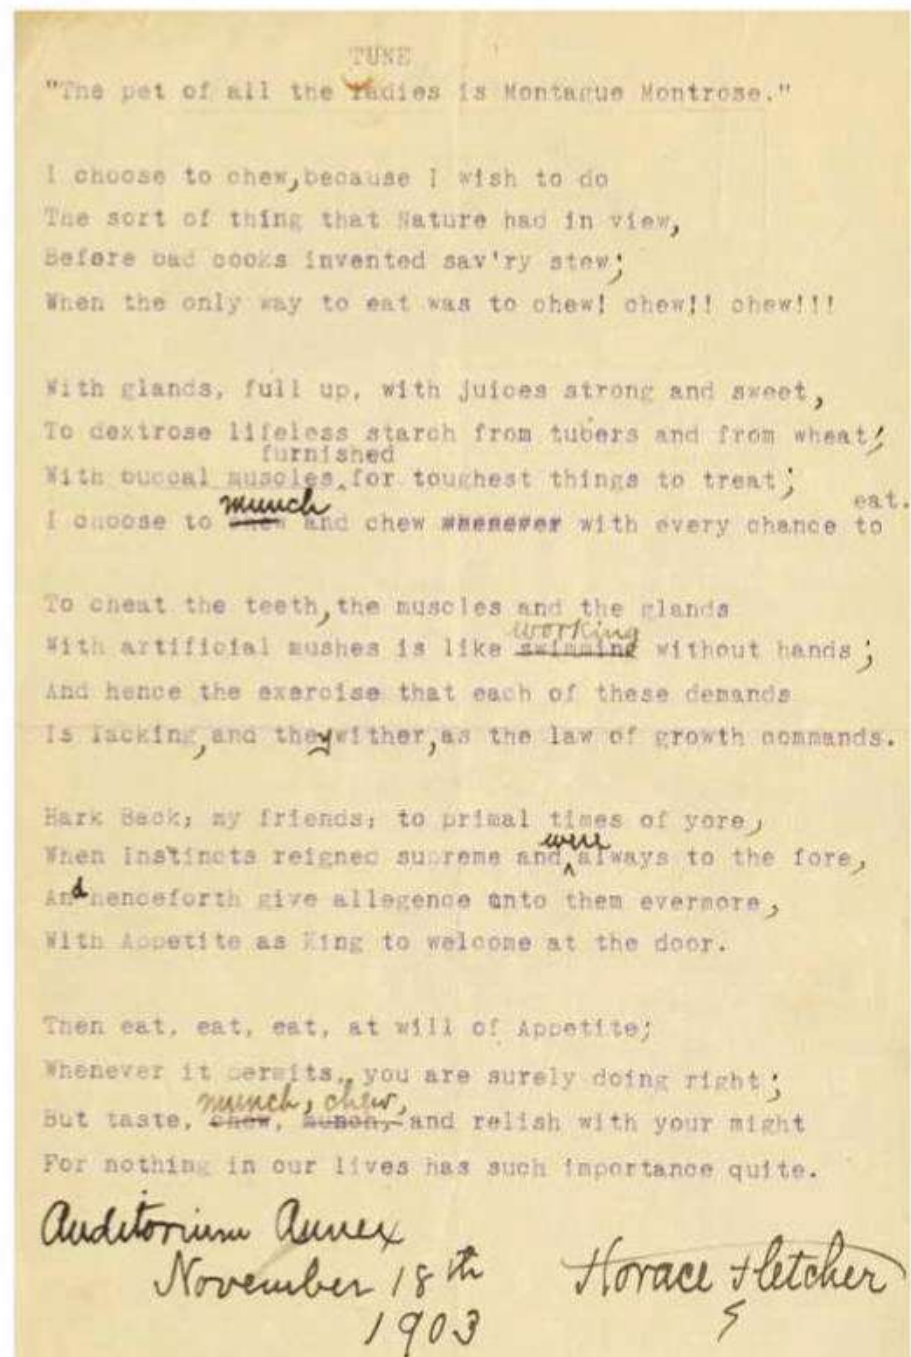 TUNE
"The pet of all the ladies is Montague Montrose."
I choose to chew, because I wish to do
The sort of thing that Nature had in view,
Before bad cooks invented sav'ry stew;
When the only way to eat was to chew! chew!! chew!!!
With glands, full up, with juices strong and sweet,
To dextrose lifeless starch from tubers and from wheat;
furnished
With buccal muscles for toughest things to treat;
munch eat.
I choose to chew and chew whenever with every chance to
To cheat the teeth, the muscles and the glands
working
With artificial mushes is like swimming without hands;
And hence the exercise that each of these demands
Is lacking, and they wither, as the law of growth commands.
Hark Back; my friends; to primal times of yore,
were
When instincts reigned supreme and always to the fore,
And henceforth give allegence unto them evermore,
With Appetite as King to welcome at the door.
Then eat, eat, eat, at will of Appetite;
Whenever it permits, you are surely doing right;
munch, chew,
But taste, chew, munch, and relish with your might
For nothing in our lives has such importance quite.
Auditorium Annex
November 18th
1903
Horace Fletcher